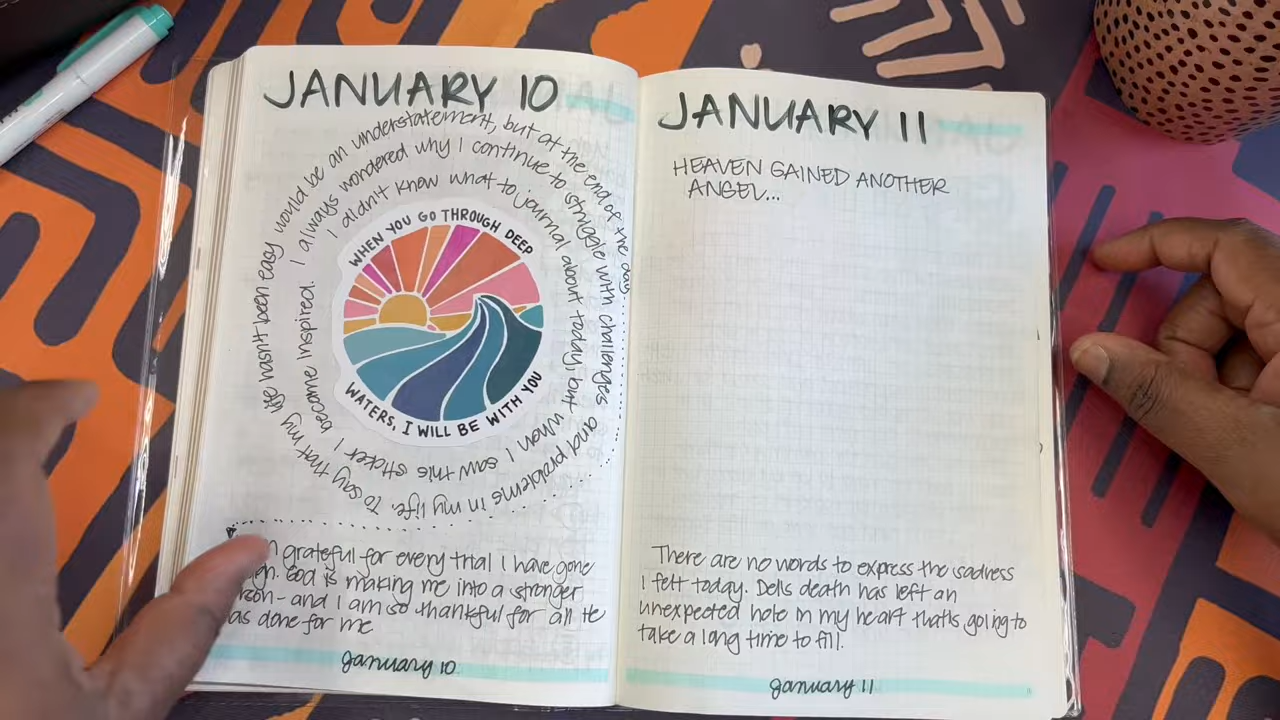 JANUARY 10
I didn't know what to journal about today, but when I saw this sticker I become inspired.
I always wondered why I continue to struggle with challenges and problems in my life.
To say that my life hasn't been easy would be an understatement, but at the end of the day...
WHEN YOU GO THROUGH DEEP
WATERS, I WILL BE WITH YOU
grateful for every trial I have gone
God is making me into a stronger
and I am so thankful for all He
as done for me
January 10
JANUARY 11
HEAVEN GAINED ANOTHER
ANGEL...
There are no words to express the sadness
I felt today. Dells death has left an
unexpected hole in my heart thats going to
take a long time to fill.
January 11